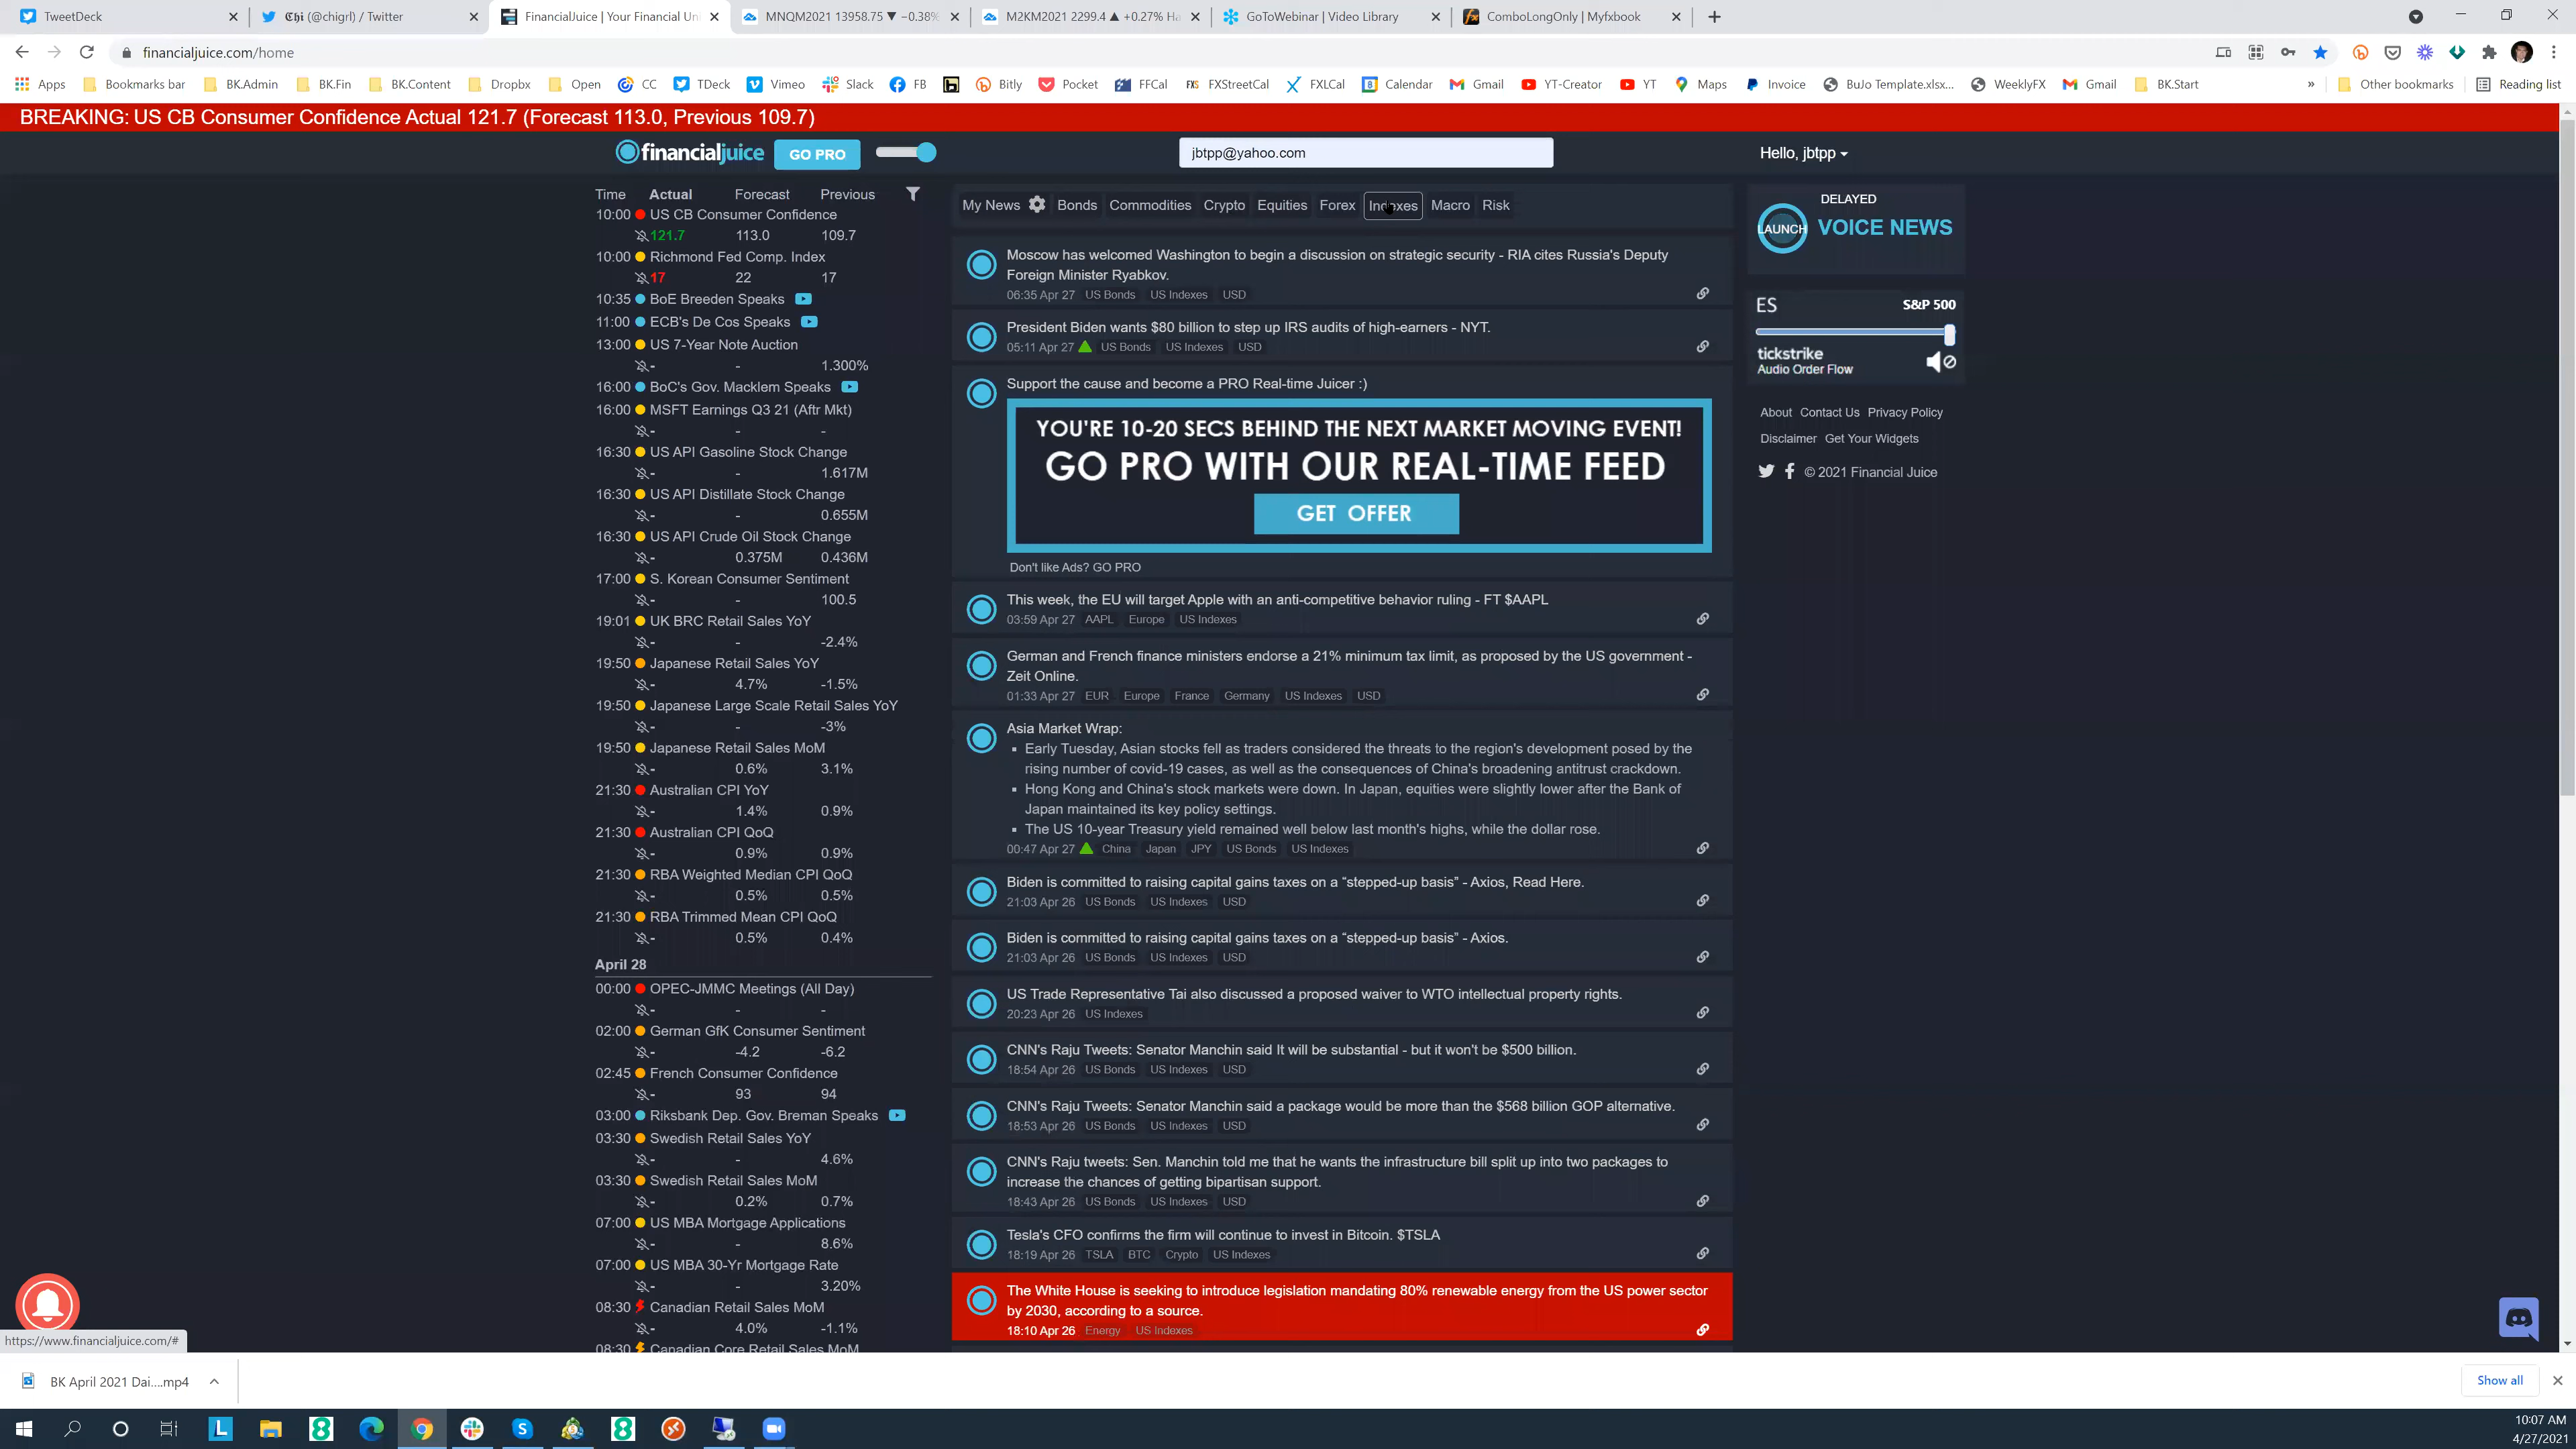 TweetDeck
𝕮𝖍𝖎 (@chigrl) / Twitter
FinancialJuice | Your Financial Un
MNQM2021 13958.75 ▼ −0.38%
M2KM2021 2299.4 ▲ +0.27% Ha
GoToWebinar | Video Library
ComboLongOnly | Myfxbook
financialjuice.com/home
Apps Bookmarks bar BK.Admin BK.Fin BK.Content Dropbx Open CC TDeck Vimeo Slack FB Bitly Pocket FFCal FXStreetCal FXLCal Calendar Gmail YT-Creator YT Maps Invoice BuJo Template.xlsx... WeeklyFX Gmail BK.Start » Other bookmarks Reading list
BREAKING: US CB Consumer Confidence Actual 121.7 (Forecast 113.0, Previous 109.7)
financialjuice GO PRO jbtpp@yahoo.com Hello, jbtpp
Time Actual Forecast Previous
10:00 US CB Consumer Confidence
121.7 113.0 109.7
10:00 Richmond Fed Comp. Index
17 22 17
10:35 BoE Breeden Speaks
11:00 ECB's De Cos Speaks
13:00 US 7-Year Note Auction
- - 1.300%
16:00 BoC's Gov. Macklem Speaks
16:00 MSFT Earnings Q3 21 (Aftr Mkt)
- - -
16:30 US API Gasoline Stock Change
- - 1.617M
16:30 US API Distillate Stock Change
- - 0.655M
16:30 US API Crude Oil Stock Change
- 0.375M 0.436M
17:00 S. Korean Consumer Sentiment
- - 100.5
19:01 UK BRC Retail Sales YoY
- - -2.4%
19:50 Japanese Retail Sales YoY
- 4.7% -1.5%
19:50 Japanese Large Scale Retail Sales YoY
- - -3%
19:50 Japanese Retail Sales MoM
- 0.6% 3.1%
21:30 Australian CPI YoY
- 1.4% 0.9%
21:30 Australian CPI QoQ
- 0.9% 0.9%
21:30 RBA Weighted Median CPI QoQ
- 0.5% 0.5%
21:30 RBA Trimmed Mean CPI QoQ
- 0.5% 0.4%
April 28
00:00 OPEC-JMMC Meetings (All Day)
- - -
02:00 German GfK Consumer Sentiment
- -4.2 -6.2
02:45 French Consumer Confidence
- 93 94
03:00 Riksbank Dep. Gov. Breman Speaks
03:30 Swedish Retail Sales YoY
- - 4.6%
03:30 Swedish Retail Sales MoM
- 0.2% 0.7%
07:00 US MBA Mortgage Applications
- - 8.6%
07:00 US MBA 30-Yr Mortgage Rate
- - 3.20%
08:30 Canadian Retail Sales MoM
- 4.0% -1.1%
08:30 Canadian Core Retail Sales MoM
My News Bonds Commodities Crypto Equities Forex Indexes Macro Risk
Moscow has welcomed Washington to begin a discussion on strategic security - RIA cites Russia's Deputy
Foreign Minister Ryabkov.
06:35 Apr 27 US Bonds US Indexes USD
President Biden wants $80 billion to step up IRS audits of high-earners - NYT.
05:11 Apr 27 US Bonds US Indexes USD
Support the cause and become a PRO Real-time Juicer :)
YOU'RE 10-20 SECS BEHIND THE NEXT MARKET MOVING EVENT!
GO PRO WITH OUR REAL-TIME FEED
GET OFFER
Don't like Ads? GO PRO
This week, the EU will target Apple with an anti-competitive behavior ruling - FT $AAPL
03:59 Apr 27 AAPL Europe US Indexes
German and French finance ministers endorse a 21% minimum tax limit, as proposed by the US government -
Zeit Online.
01:33 Apr 27 EUR Europe France Germany US Indexes USD
Asia Market Wrap:
▪ Early Tuesday, Asian stocks fell as traders considered the threats to the region's development posed by the
rising number of covid-19 cases, as well as the consequences of China's broadening antitrust crackdown.
▪ Hong Kong and China's stock markets were down. In Japan, equities were slightly lower after the Bank of
Japan maintained its key policy settings.
▪ The US 10-year Treasury yield remained well below last month's highs, while the dollar rose.
00:47 Apr 27 China Japan JPY US Bonds US Indexes
Biden is committed to raising capital gains taxes on a “stepped-up basis” - Axios, Read Here.
21:03 Apr 26 US Bonds US Indexes USD
Biden is committed to raising capital gains taxes on a “stepped-up basis” - Axios.
21:03 Apr 26 US Bonds US Indexes USD
US Trade Representative Tai also discussed a proposed waiver to WTO intellectual property rights.
20:23 Apr 26 US Indexes
CNN's Raju Tweets: Senator Manchin said It will be substantial - but it won't be $500 billion.
18:54 Apr 26 US Bonds US Indexes USD
CNN's Raju Tweets: Senator Manchin said a package would be more than the $568 billion GOP alternative.
18:53 Apr 26 US Bonds US Indexes USD
CNN's Raju tweets: Sen. Manchin told me that he wants the infrastructure bill split up into two packages to
increase the chances of getting bipartisan support.
18:43 Apr 26 US Bonds US Indexes USD
Tesla's CFO confirms the firm will continue to invest in Bitcoin. $TSLA
18:19 Apr 26 TSLA BTC Crypto US Indexes
The White House is seeking to introduce legislation mandating 80% renewable energy from the US power sector
by 2030, according to a source.
18:10 Apr 26 Energy US Indexes
DELAYED
LAUNCH VOICE NEWS
ES S&P 500
tickstrike
Audio Order Flow
About Contact Us Privacy Policy
Disclaimer Get Your Widgets
© 2021 Financial Juice
https://www.financialjuice.com/#
BK April 2021 Dai....mp4
Show all
10:07 AM
4/27/2021